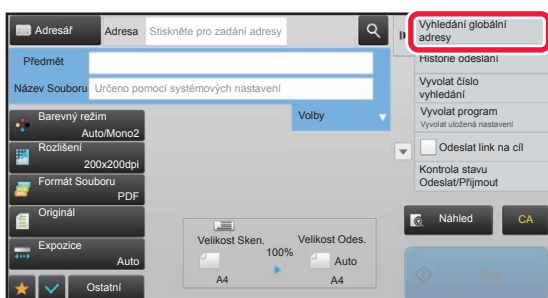 Adresář
Adresa
Stiskněte pro zadání adresy
Předmět
Název Souboru
Určeno pomocí systémových nastavení
Barevný režim
Auto/Mono2
Rozlišení
200x200dpi
Formát Souboru
PDF
Originál
Expozice
Auto
Ostatní
Volby
Velikost Sken.
A4
100%
Velikost Odes.
Auto
A4
Vyhledání globální
adresy
Historie odeslání
Vyvolat číslo
vyhledání
Vyvolat program
Vyvolat uložená nastavení
Odeslat link na cíl
Kontrola stavu
Odeslat/Přijmout
Náhled
CA
Start